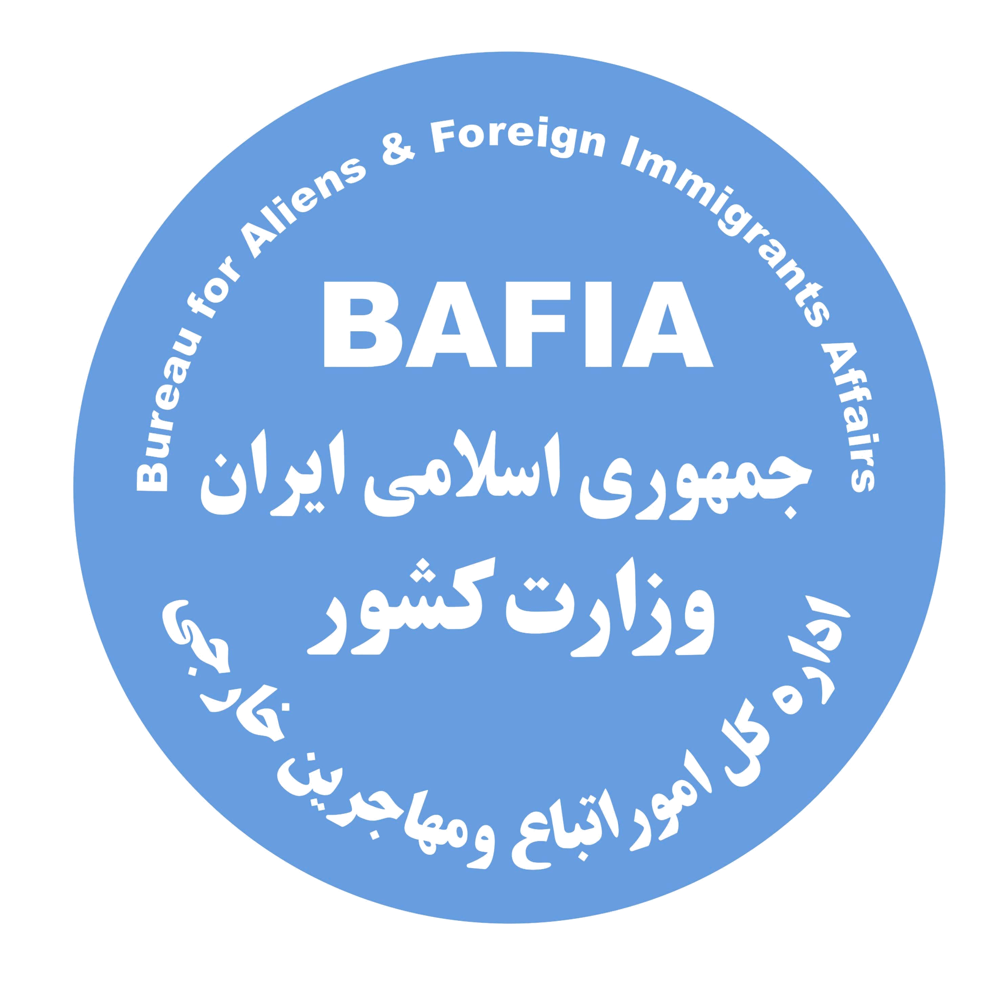 Bureau for Aliens & Foreign Immigrants Affairs
BAFIA
جمهوری اسلامی ایران
وزارت کشور
اداره کل امور اتباع و مهاجرین خارجی